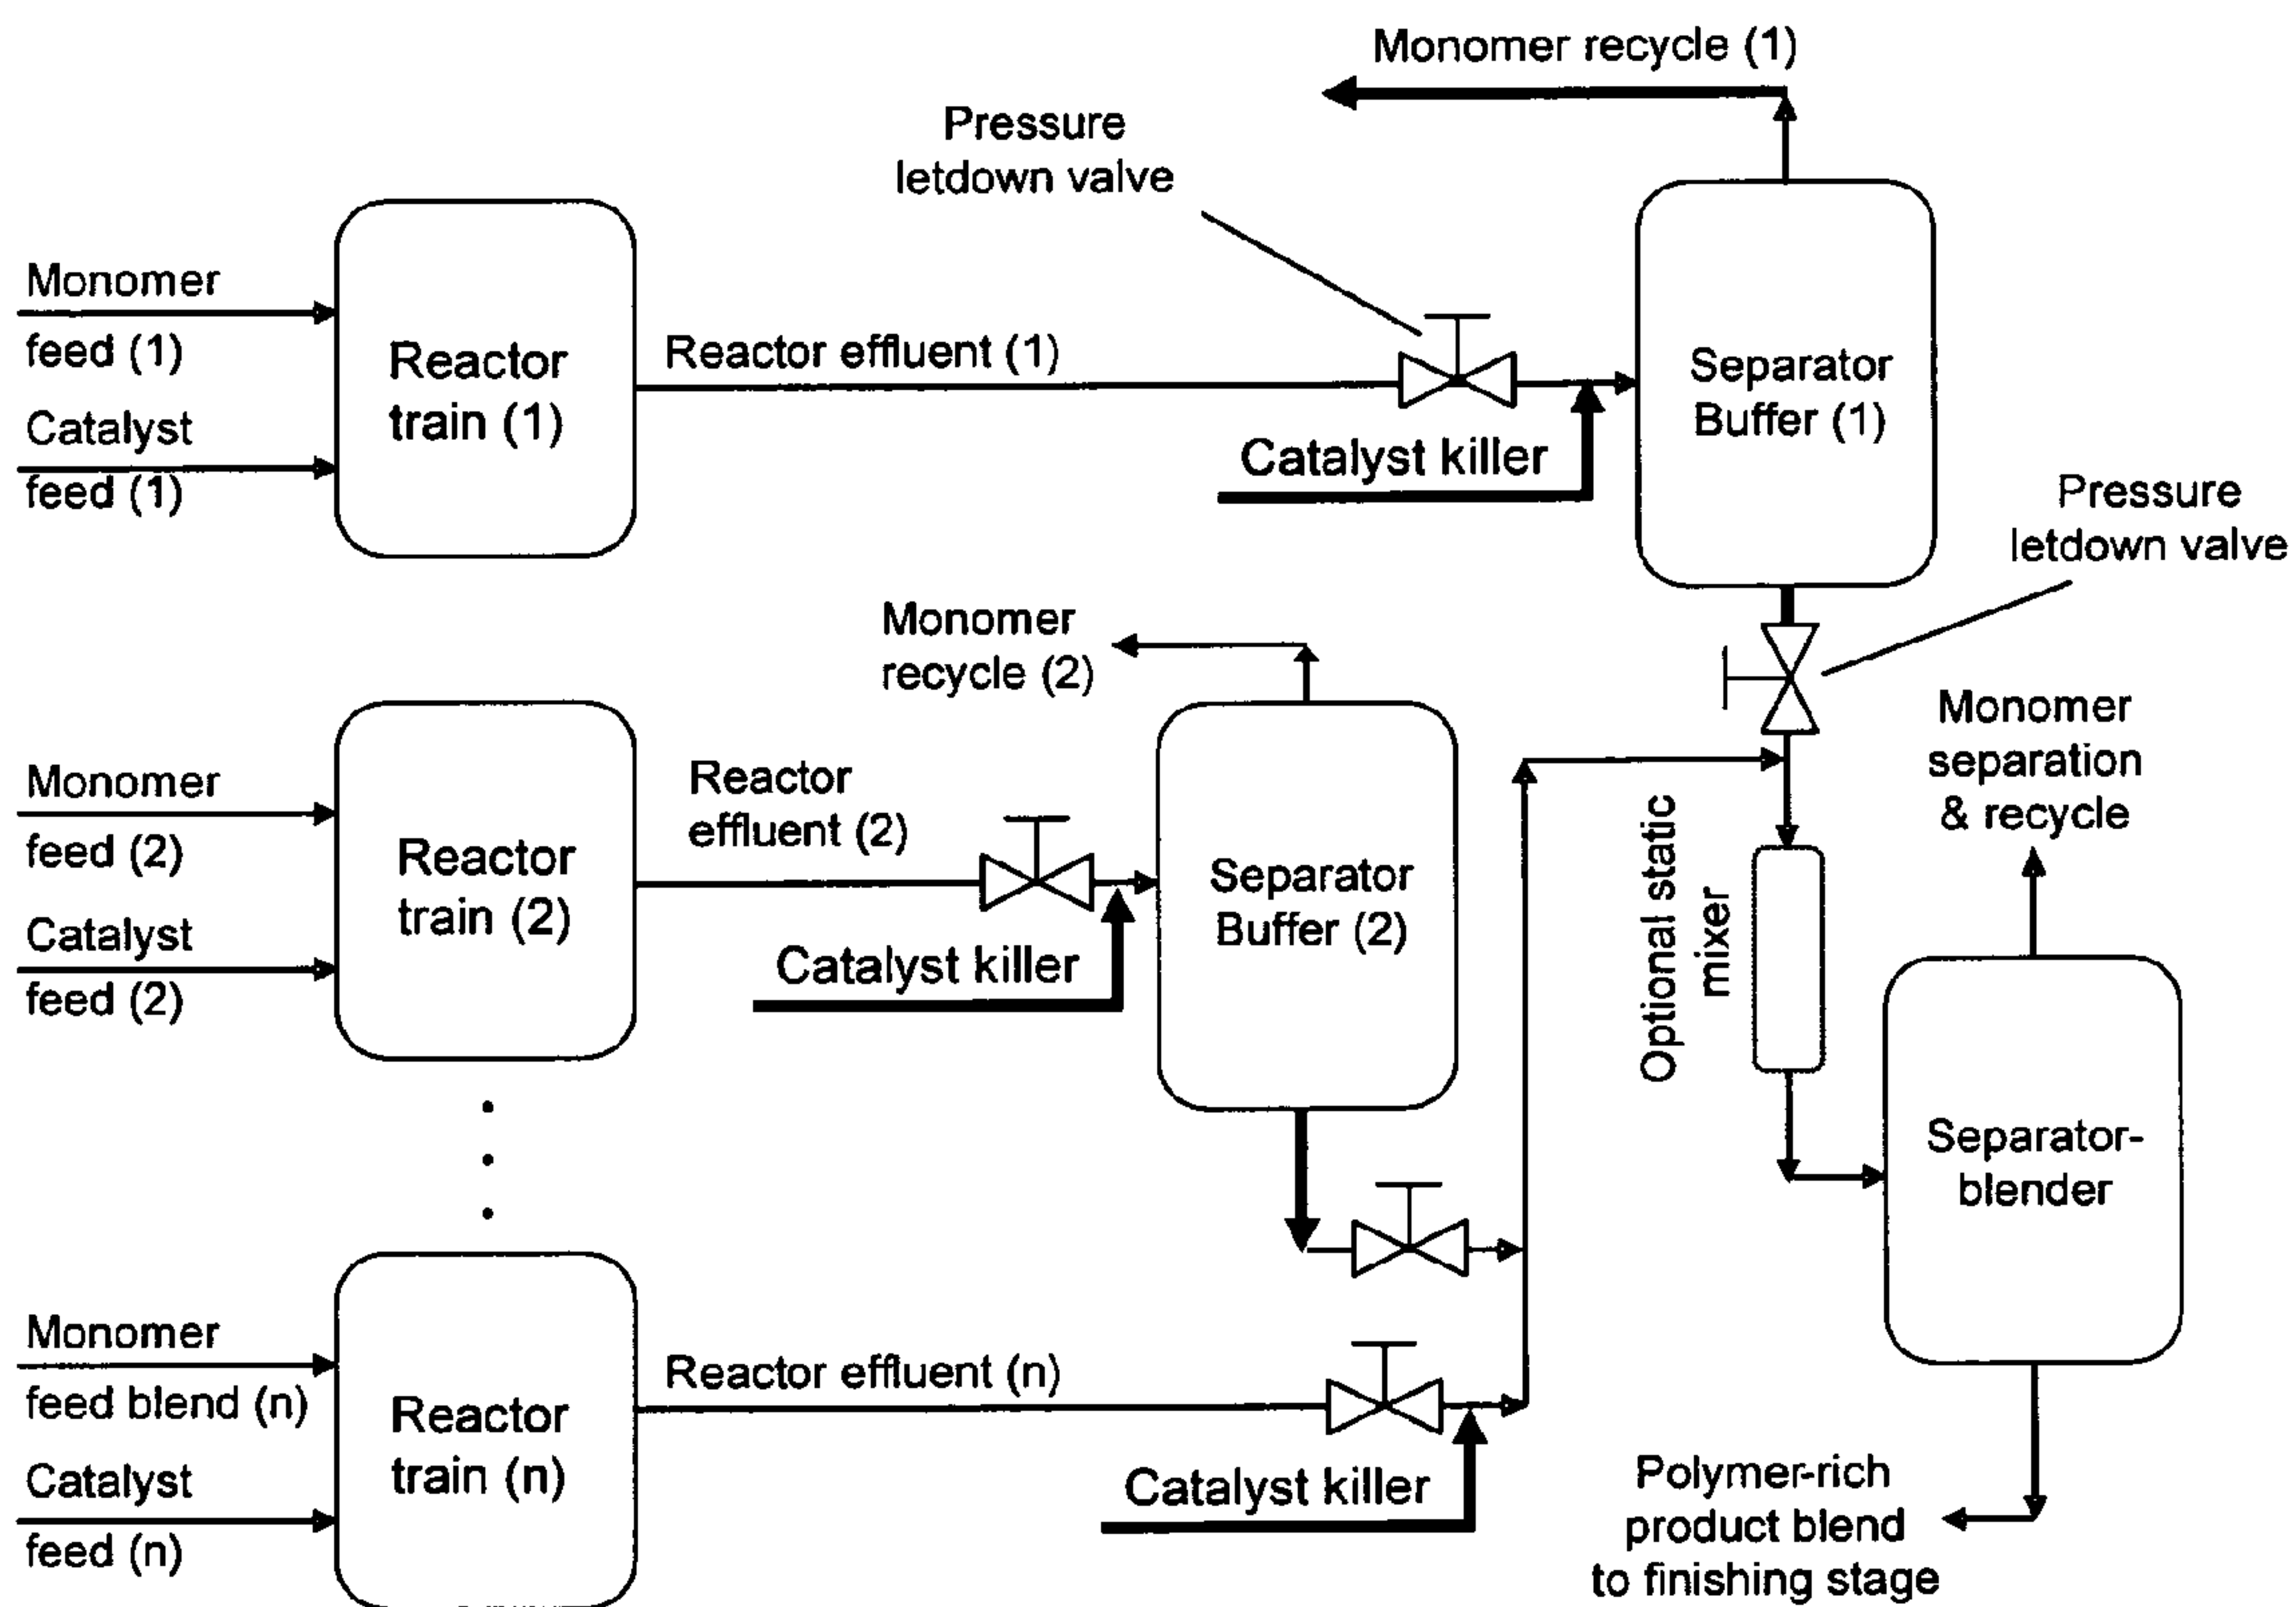 Monomer recycle (1)
Pressure
letdown valve
Monomer
feed (1)
Catalyst
feed (1)
Reactor
train (1)
Reactor effluent (1)
Catalyst killer
Separator
Buffer (1)
Pressure
letdown valve
Monomer
recycle (2)
Monomer
feed (2)
Catalyst
feed (2)
Reactor
train (2)
Reactor
effluent (2)
Catalyst killer
Separator
Buffer (2)
Optional static
mixer
Monomer
separation
& recycle
Separator-
blender
Monomer
feed blend (n)
Catalyst
feed (n)
Reactor
train (n)
Reactor effluent (n)
Catalyst killer
Polymer-rich
product blend
to finishing stage